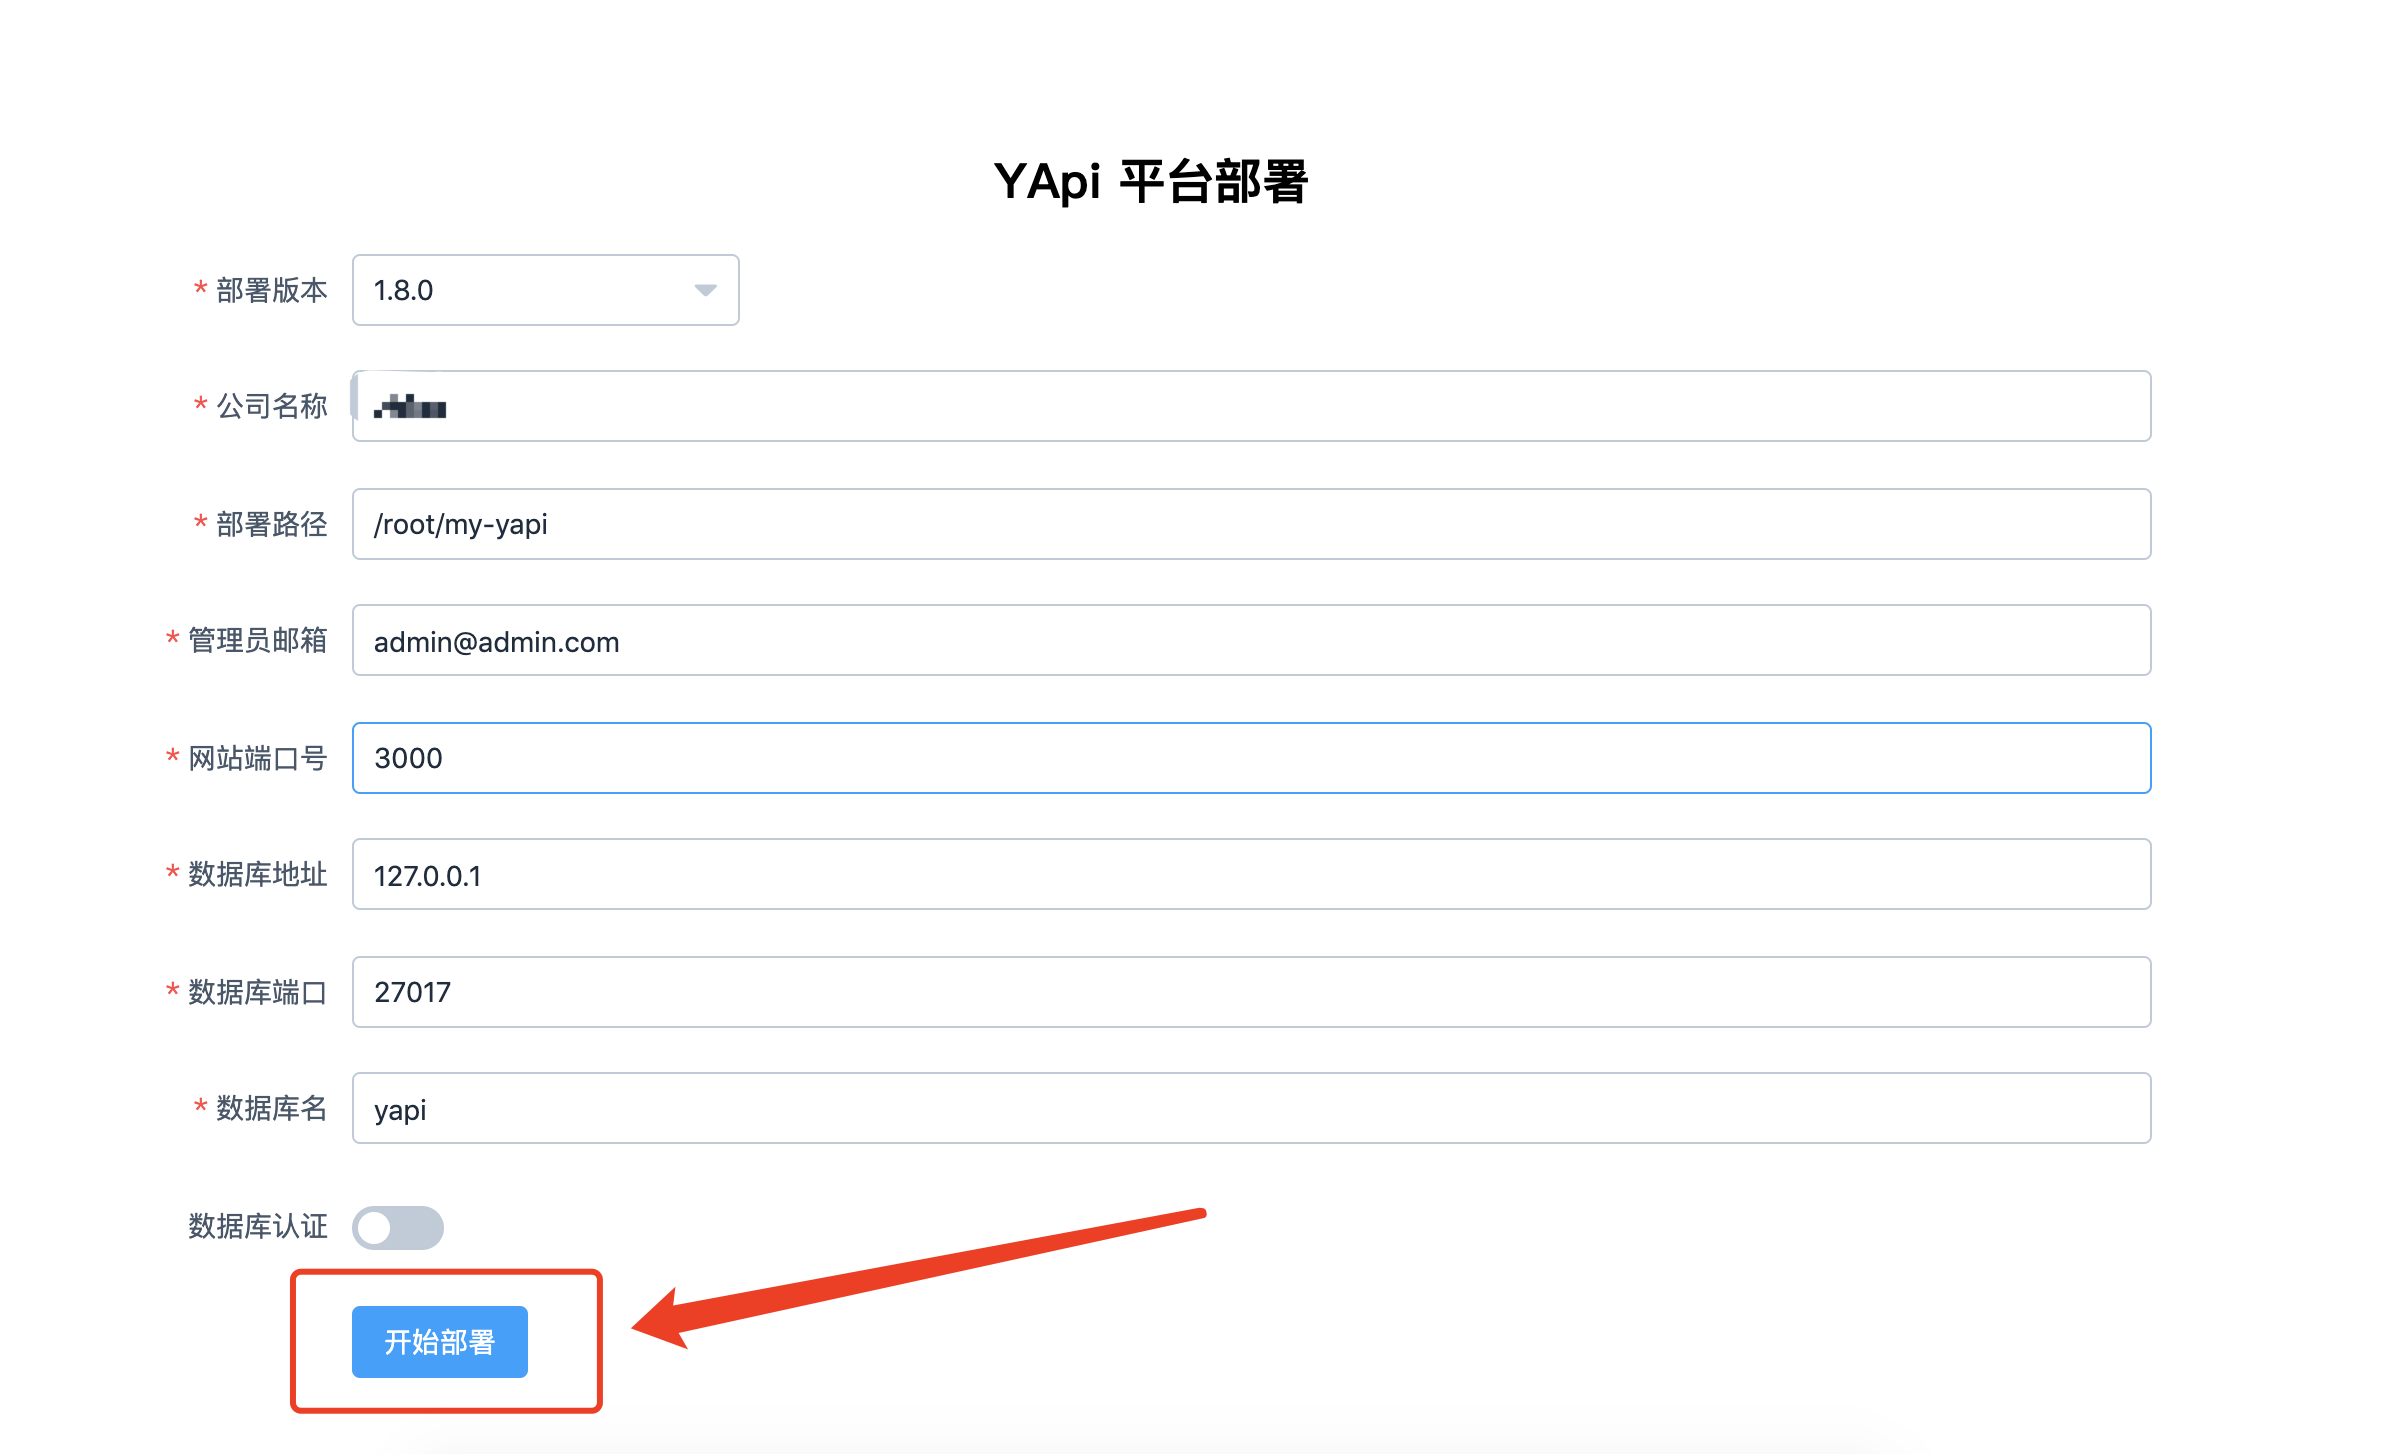 YApi 平台部署
* 部署版本 1.8.0
* 公司名称
* 部署路径 /root/my-yapi
* 管理员邮箱 admin@admin.com
* 网站端口号 3000
* 数据库地址 127.0.0.1
* 数据库端口 27017
* 数据库名 yapi
数据库认证
开始部署